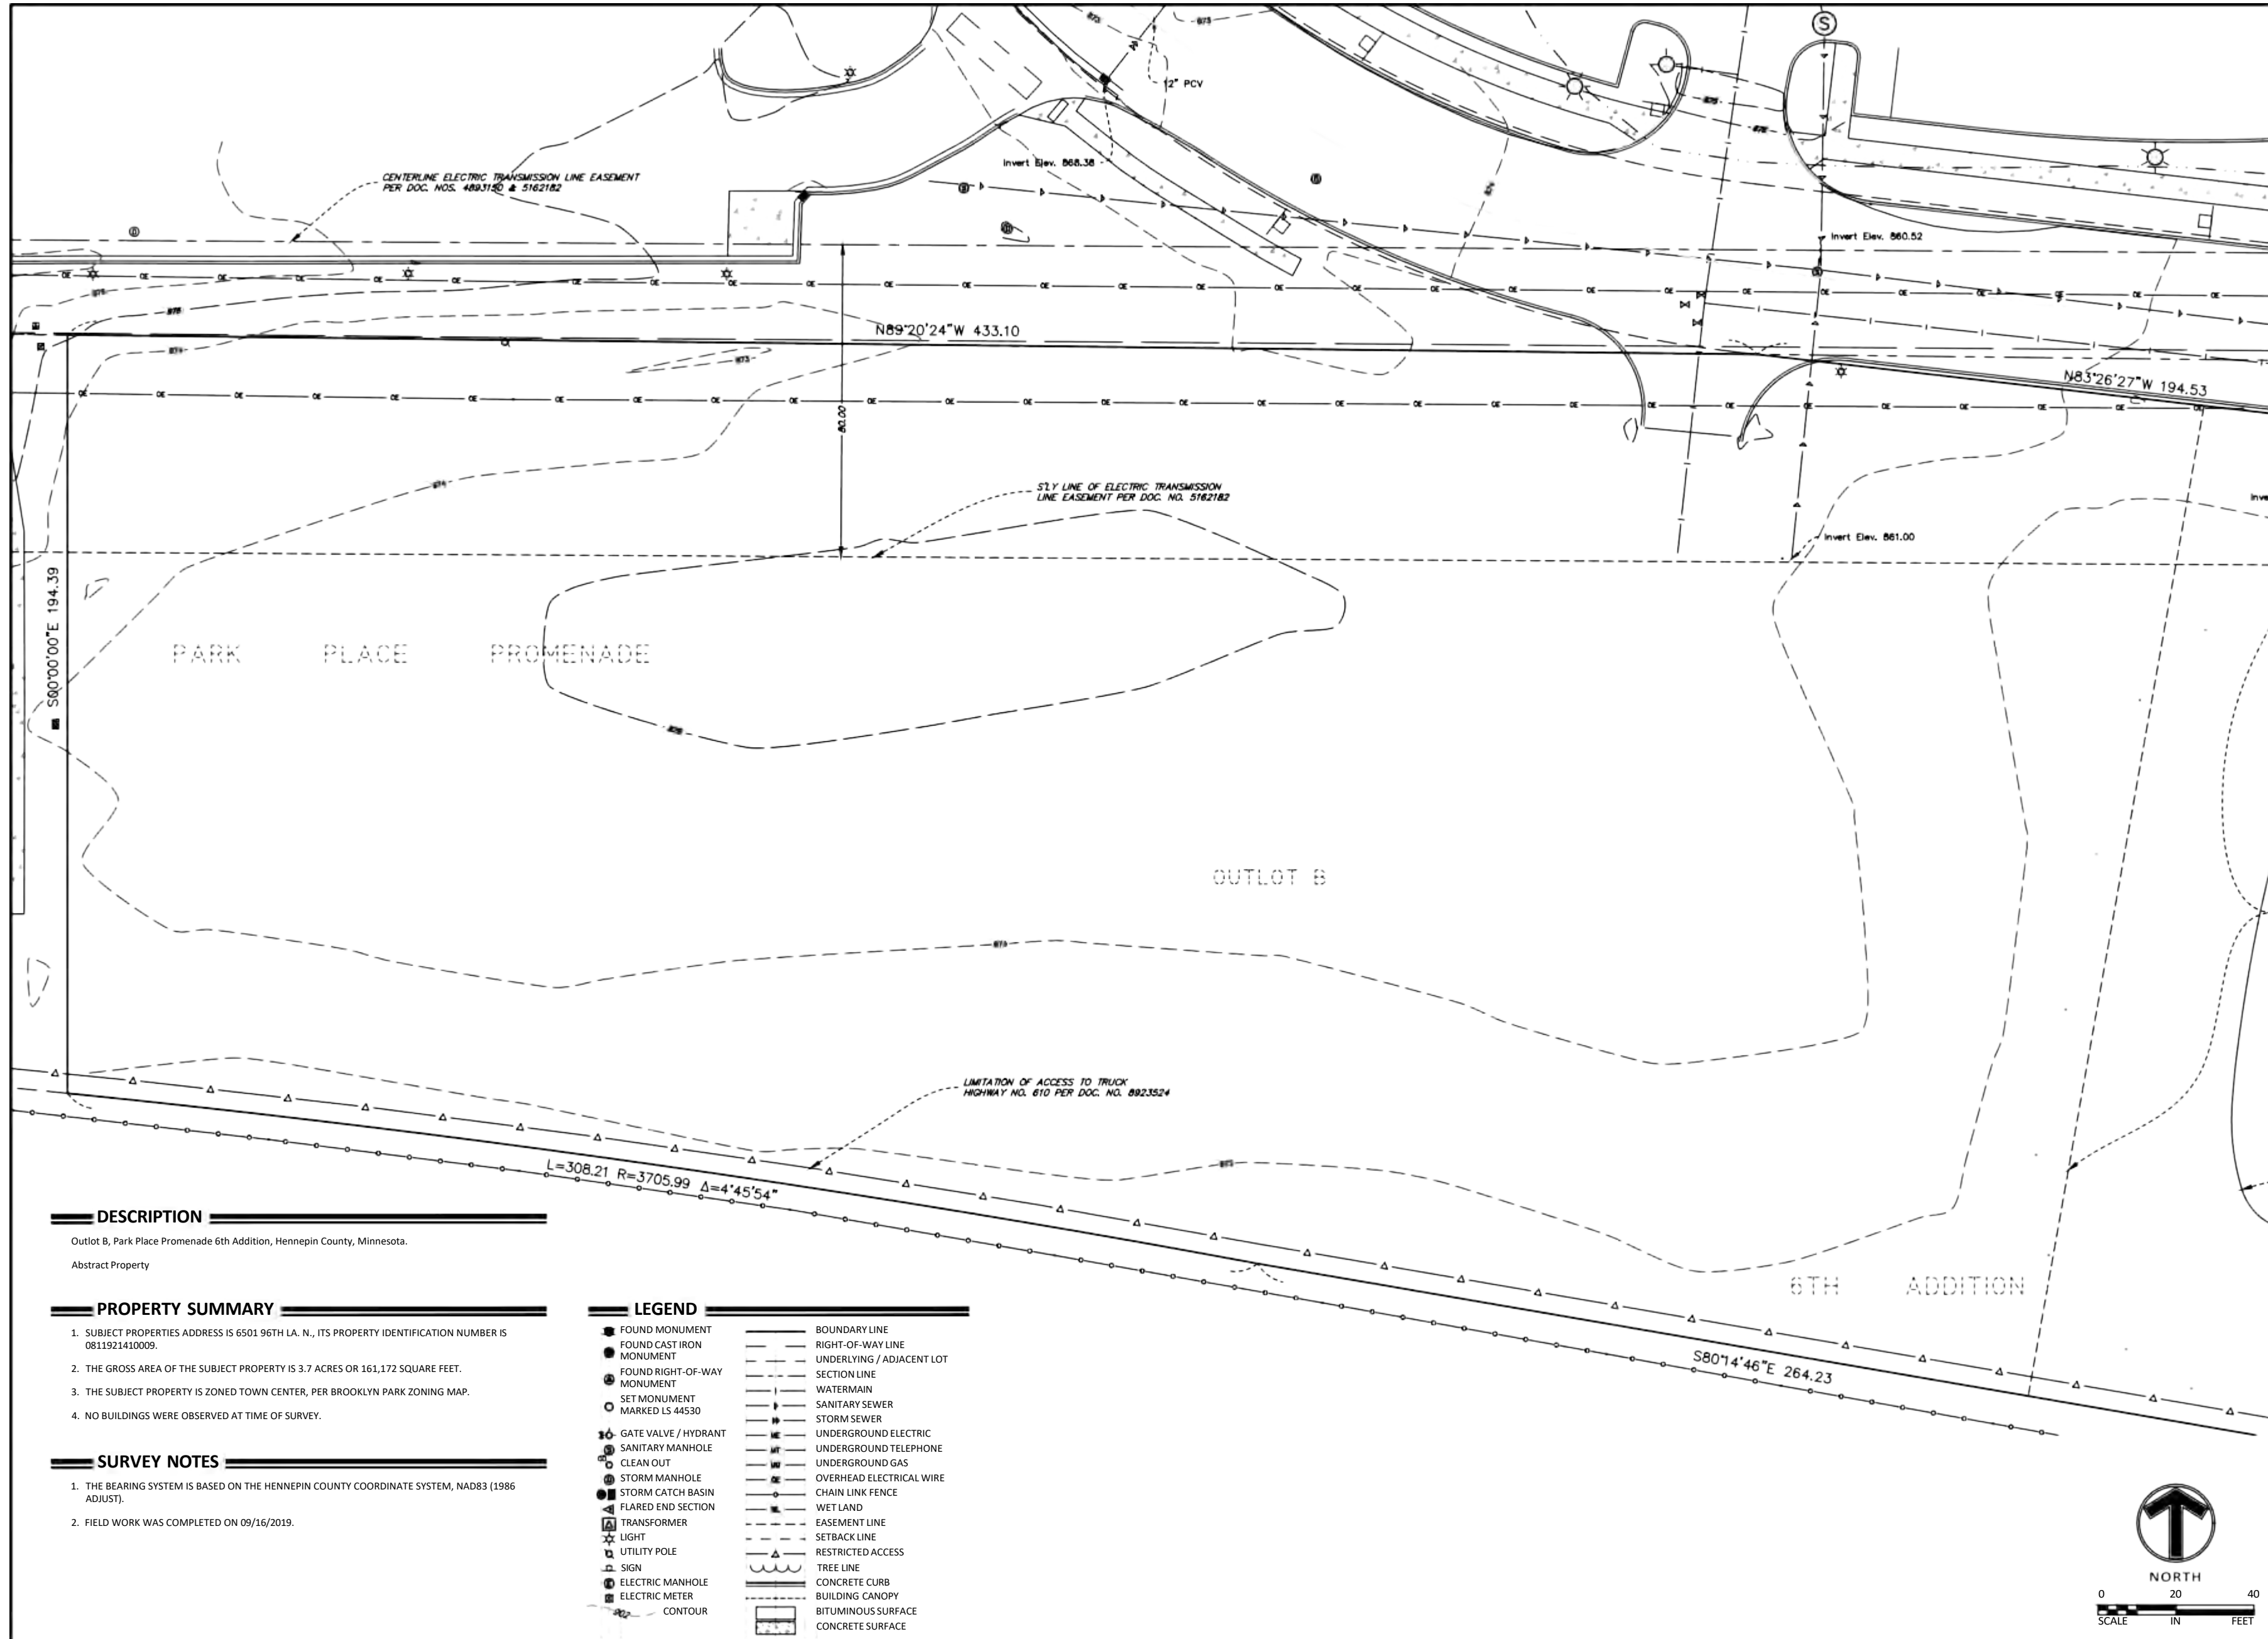 S
12" PCV
Invert Elev. 868.38
CENTERLINE ELECTRIC TRANSMISSION LINE EASEMENT
PER DOC. NOS. 4893150 & 5162182
Invert Elev. 860.52
N89°20'24"W 433.10
N83°26'27"W 194.53
80.00
S'LY LINE OF ELECTRIC TRANSMISSION
LINE EASEMENT PER DOC. NO. 5162182
Invert Elev. 861.00
S00°00'00"E 194.39
PARK PLACE PROMENADE
OUTLOT B
LIMITATION OF ACCESS TO TRUCK
HIGHWAY NO. 610 PER DOC. NO. 8923524
L=308.21 R=3705.99 Δ=4°45'54"
6TH ADDITION
S80°14'46"E 264.23
DESCRIPTION
Outlot B, Park Place Promenade 6th Addition, Hennepin County, Minnesota.
Abstract Property
PROPERTY SUMMARY
1. SUBJECT PROPERTIES ADDRESS IS 6501 96TH LA. N., ITS PROPERTY IDENTIFICATION NUMBER IS
0811921410009.
2. THE GROSS AREA OF THE SUBJECT PROPERTY IS 3.7 ACRES OR 161,172 SQUARE FEET.
3. THE SUBJECT PROPERTY IS ZONED TOWN CENTER, PER BROOKLYN PARK ZONING MAP.
4. NO BUILDINGS WERE OBSERVED AT TIME OF SURVEY.
SURVEY NOTES
1. THE BEARING SYSTEM IS BASED ON THE HENNEPIN COUNTY COORDINATE SYSTEM, NAD83 (1986
ADJUST).
2. FIELD WORK WAS COMPLETED ON 09/16/2019.
LEGEND
FOUND MONUMENT
FOUND CAST IRON
MONUMENT
FOUND RIGHT-OF-WAY
MONUMENT
SET MONUMENT
MARKED LS 44530
GATE VALVE / HYDRANT
SANITARY MANHOLE
CLEAN OUT
STORM MANHOLE
STORM CATCH BASIN
FLARED END SECTION
TRANSFORMER
LIGHT
UTILITY POLE
SIGN
ELECTRIC MANHOLE
ELECTRIC METER
902 CONTOUR
BOUNDARY LINE
RIGHT-OF-WAY LINE
UNDERLYING / ADJACENT LOT
SECTION LINE
WATERMAIN
SANITARY SEWER
STORM SEWER
UNDERGROUND ELECTRIC
UNDERGROUND TELEPHONE
UNDERGROUND GAS
OVERHEAD ELECTRICAL WIRE
CHAIN LINK FENCE
WET LAND
EASEMENT LINE
SETBACK LINE
RESTRICTED ACCESS
TREE LINE
CONCRETE CURB
BUILDING CANOPY
BITUMINOUS SURFACE
CONCRETE SURFACE
NORTH
0 20 40
SCALE IN FEET